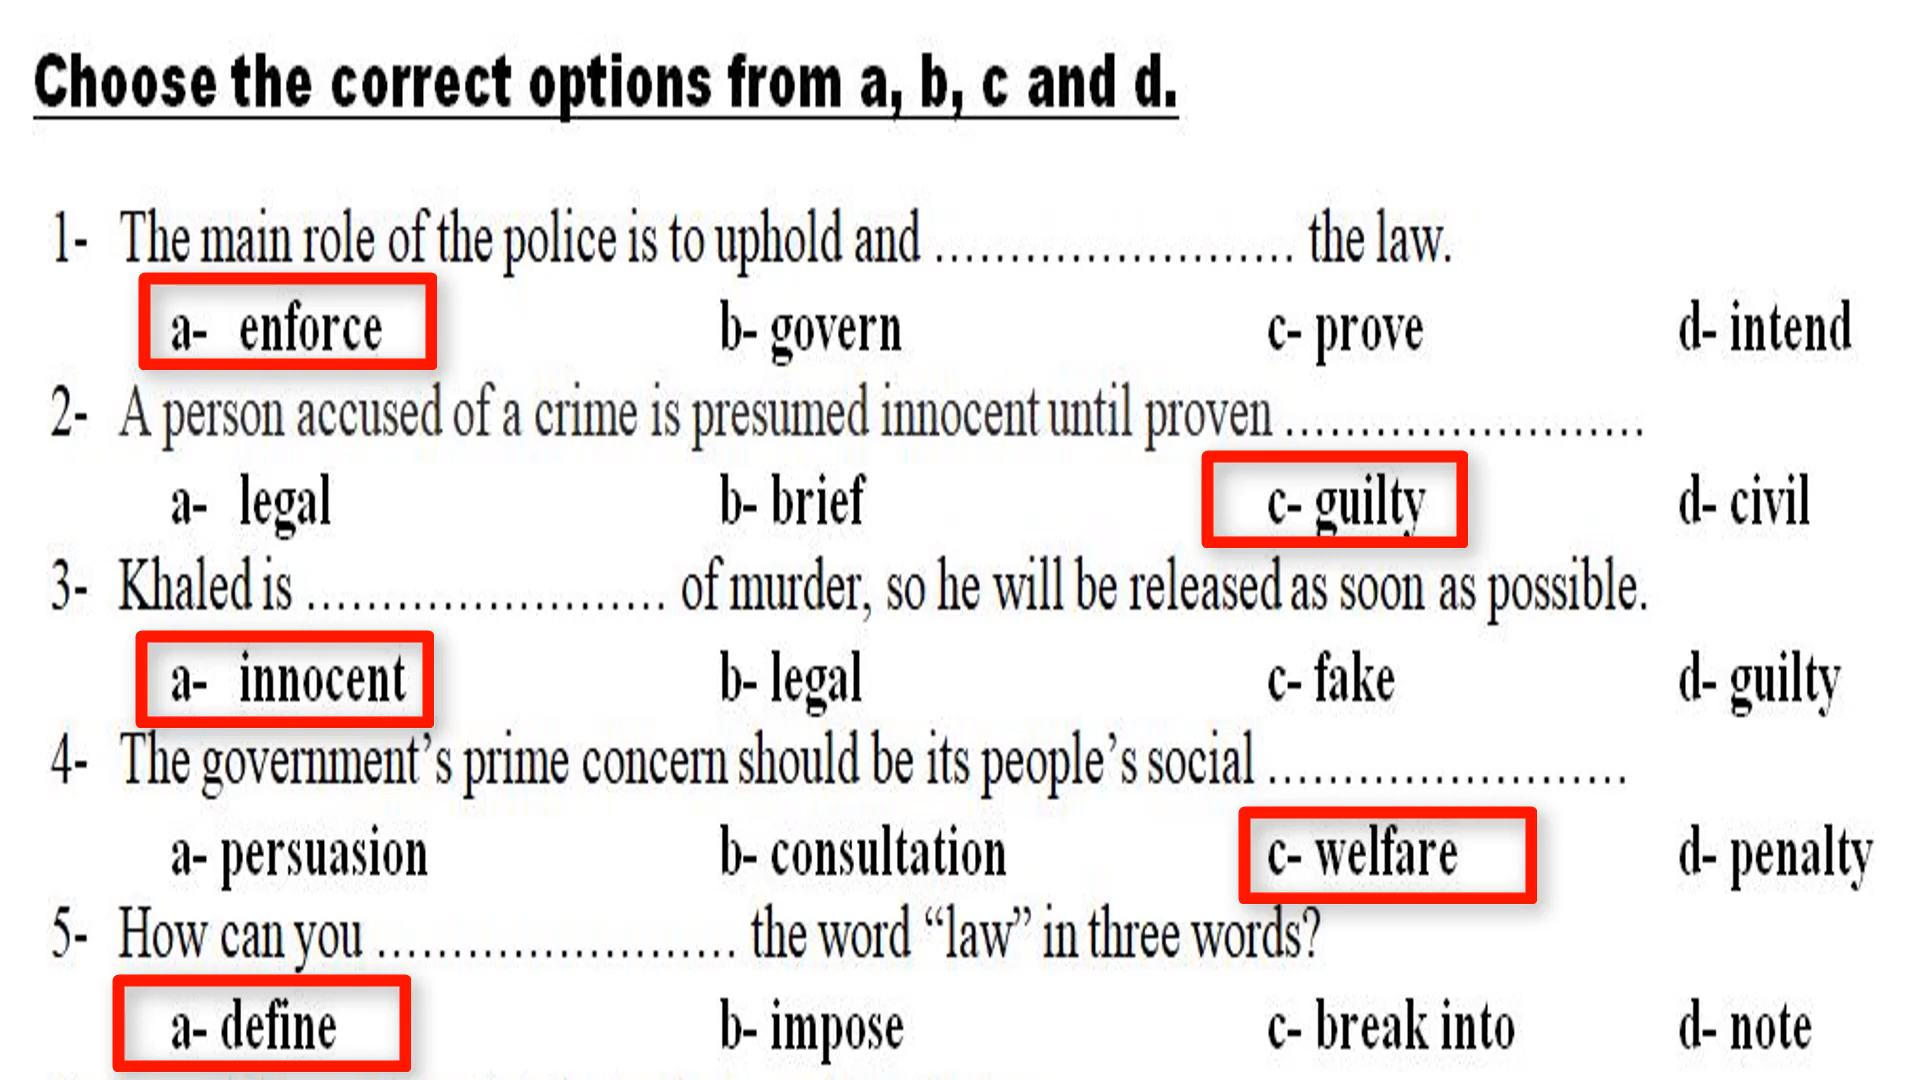 Choose the correct options from a, b, c and d.
1- The main role of the police is to uphold and ........................ the law.
a- enforce b- govern c- prove d- intend
2- A person accused of a crime is presumed innocent until proven ........................
a- legal b- brief c- guilty d- civil
3- Khaled is ........................ of murder, so he will be released as soon as possible.
a- innocent b- legal c- fake d- guilty
4- The government’s prime concern should be its people’s social ........................
a- persuasion b- consultation c- welfare d- penalty
5- How can you ........................ the word “law” in three words?
a- define b- impose c- break into d- note